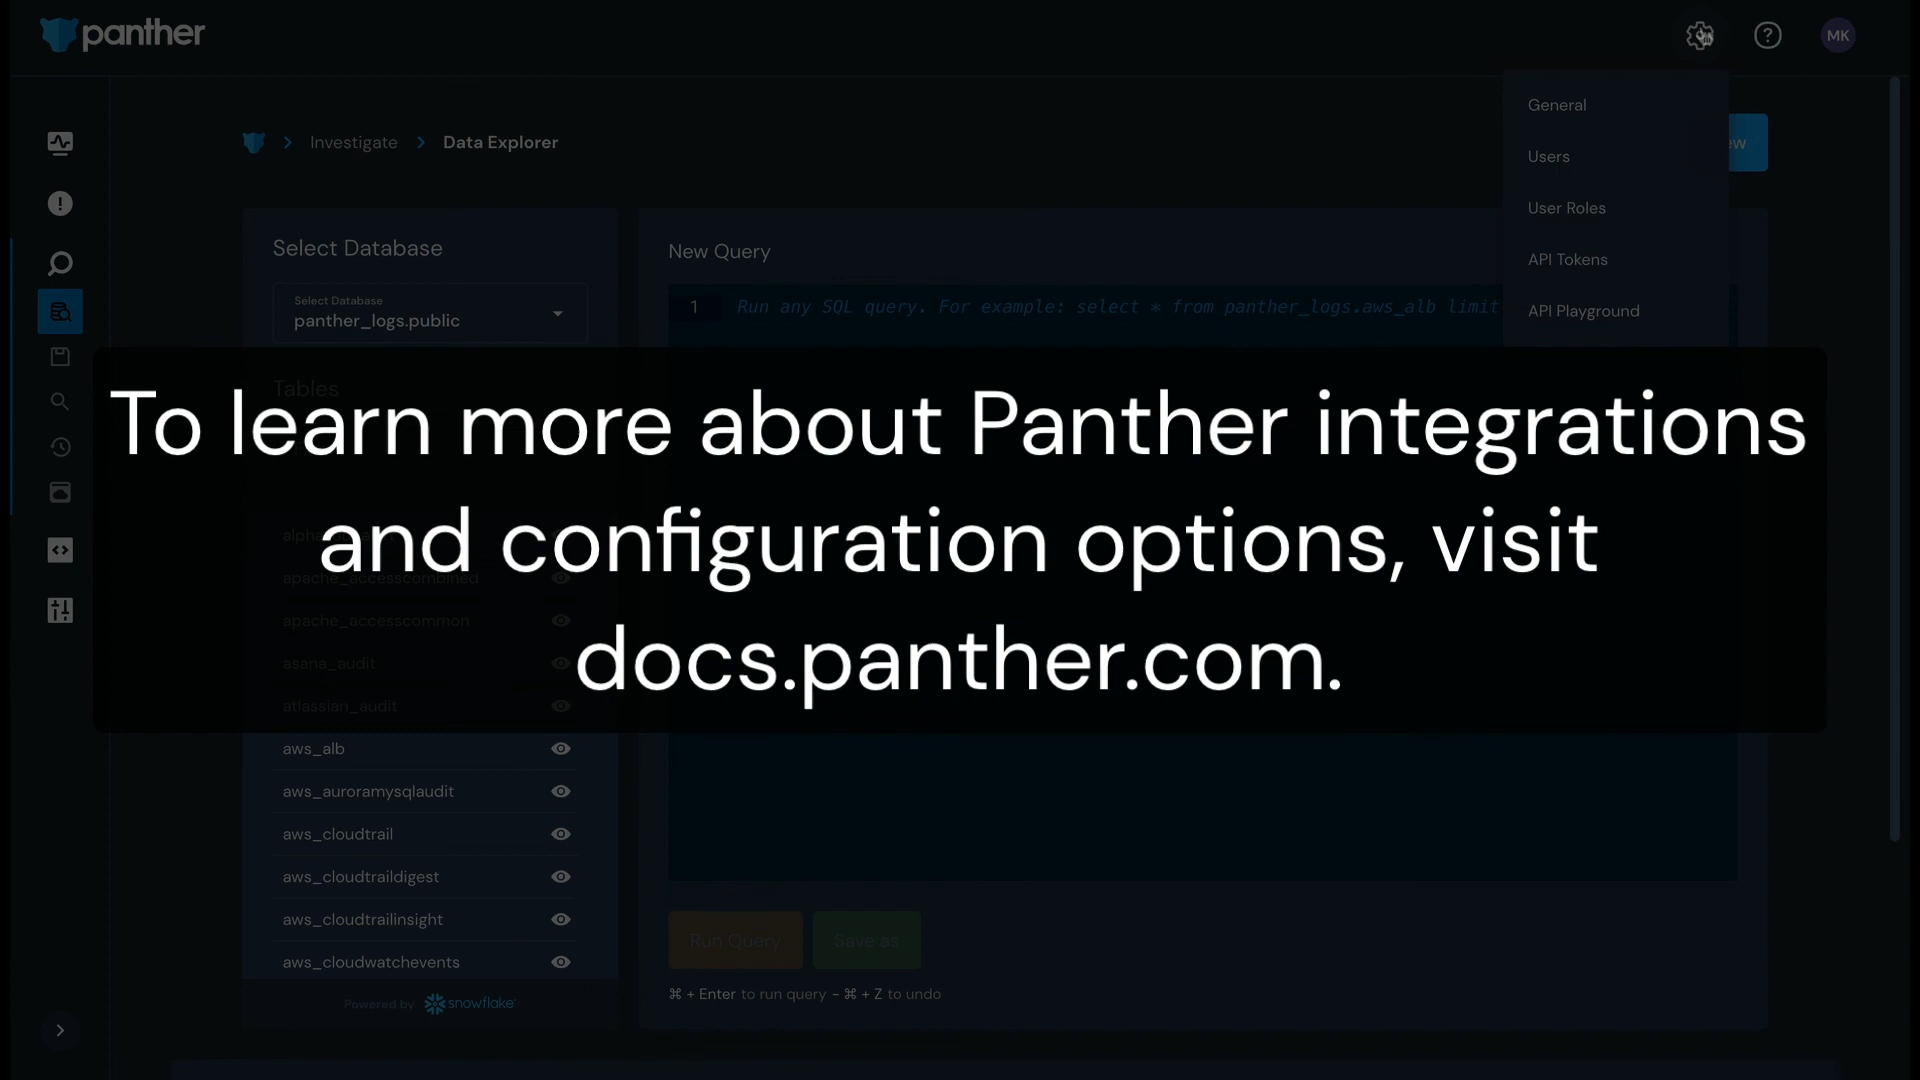 panther
MK
General
Users
User Roles
API Tokens
API Playground
Investigate
Data Explorer
ew
Select Database
Select Database
panther_logs.public
New Query
1
Run any SQL query. For example: select * from panther_logs.aws_alb limit
Tables
To learn more about Panther integrations
and configuration options, visit
docs.panther.com.
apache_accesscombined
apache_accesscommon
asana_audit
atlassian_audit
aws_alb
aws_auroramysqlaudit
aws_cloudtrail
aws_cloudtraildigest
aws_cloudtrailinsight
aws_cloudwatchevents
Powered by snowflake
Run Query
Save as
⌘ + Enter to run query - ⌘ + Z to undo